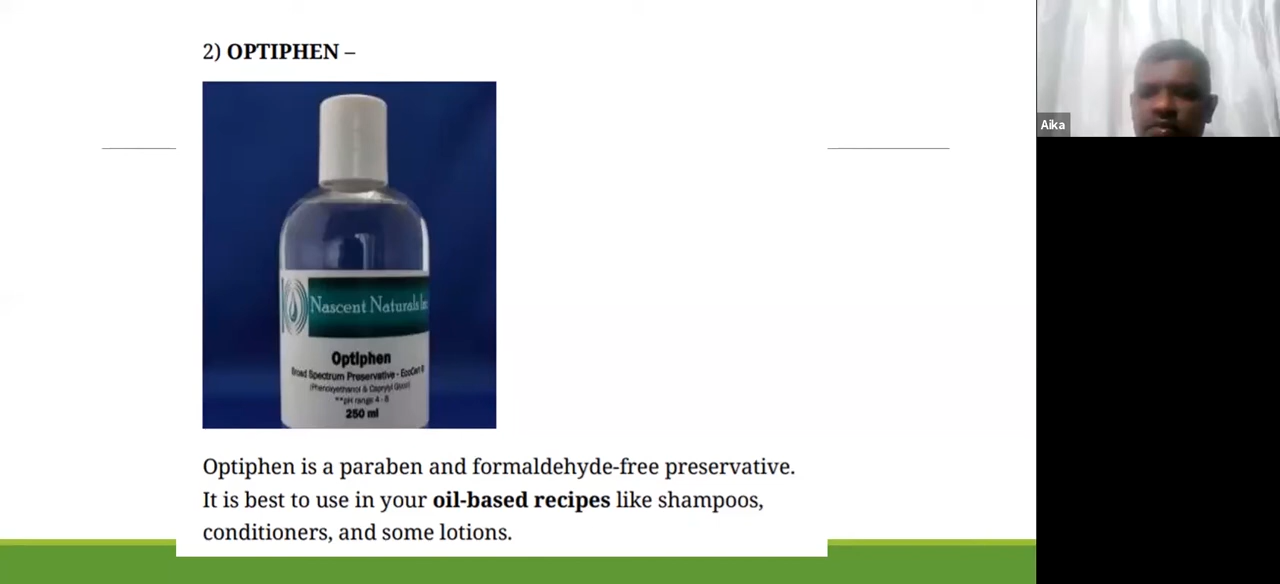 2) OPTIPHEN –
Nascent Naturals Inc
Optiphen
Broad Spectrum Preservative - EcoCert ®
(Phenoxyethanol & Caprylyl Glycol)
**pH range 4 - 8
250 ml
Optiphen is a paraben and formaldehyde-free preservative.
It is best to use in your oil-based recipes like shampoos,
conditioners, and some lotions.
Aika